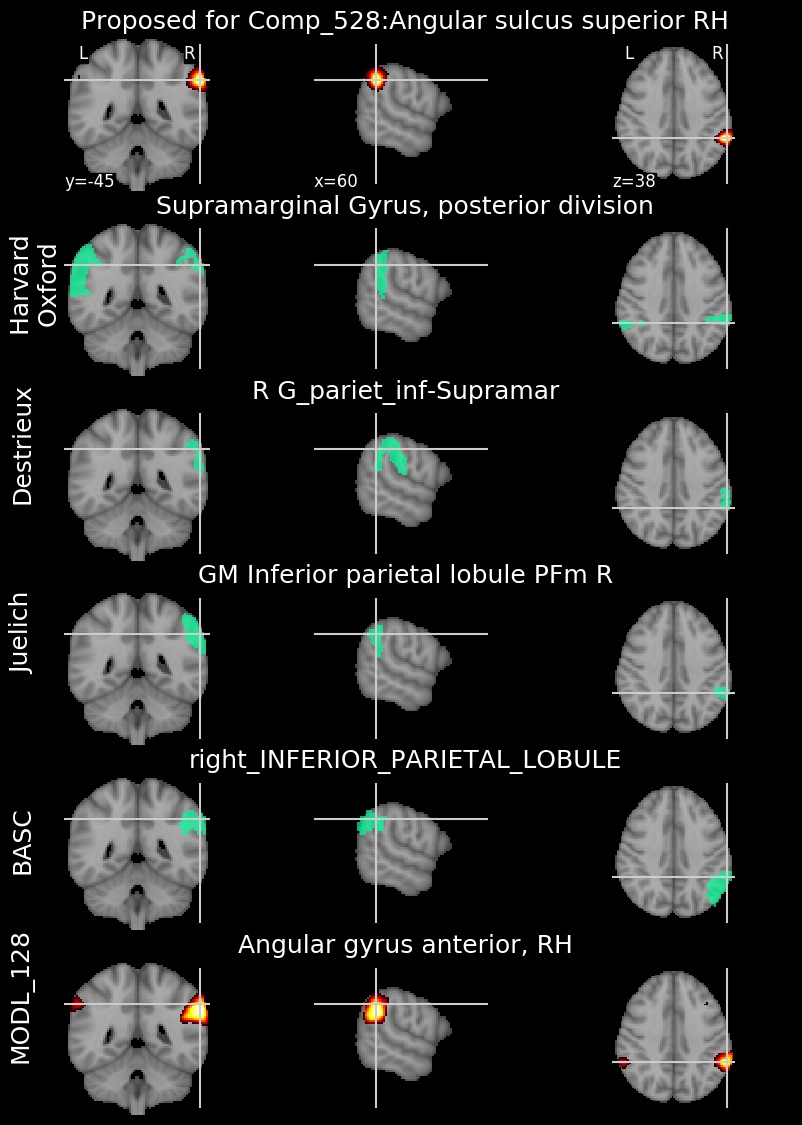 Proposed for Comp_528:Angular sulcus superior RH
L R L R
y=-45 x=60 z=38
Supramarginal Gyrus, posterior division
Harvard
Oxford
R G_pariet_inf-Supramar
Destrieux
GM Inferior parietal lobule PFm R
Juelich
right_INFERIOR_PARIETAL_LOBULE
BASC
Angular gyrus anterior, RH
MODL_128